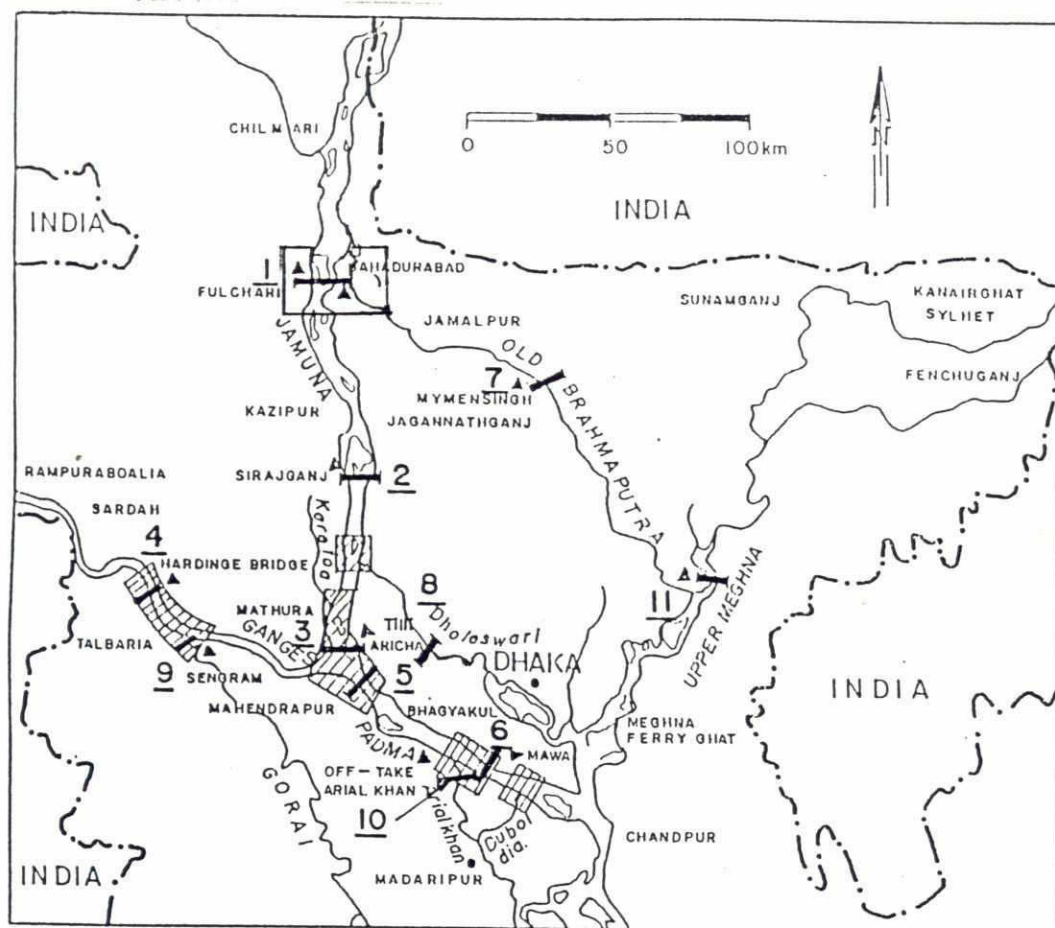 CHILMARI
0 50 100km
INDIA
INDIA
1
BAHADURABAD
FULCHARI
SUNAMGANJ
KANAIRGHAT
SYLHET
JAMALPUR
JAMUNA
OLD BRAHMAPUTRA
FENCHUGANJ
7
MYMENSINGH
JAGANNATHGANJ
KAZIPUR
RAMPURABOALIA
SIRAJGANJ
2
SARDAH
4
HARDINGE BRIDGE
8
Dholeswari
11
UPPER MEGHNA
MATHURA
3
ARICHA
TALBARIA
GANGES
DHAKA
INDIA
9
SENGRAM
5
MAHENDRAPUR
BHAGYAKUL
MEGHNA
FERRY GHAT
PADMA
6
MAWA
OFF-TAKE
ARIAL KHAN
GORAI
10
CHANDPUR
INDIA
MADARIPUR